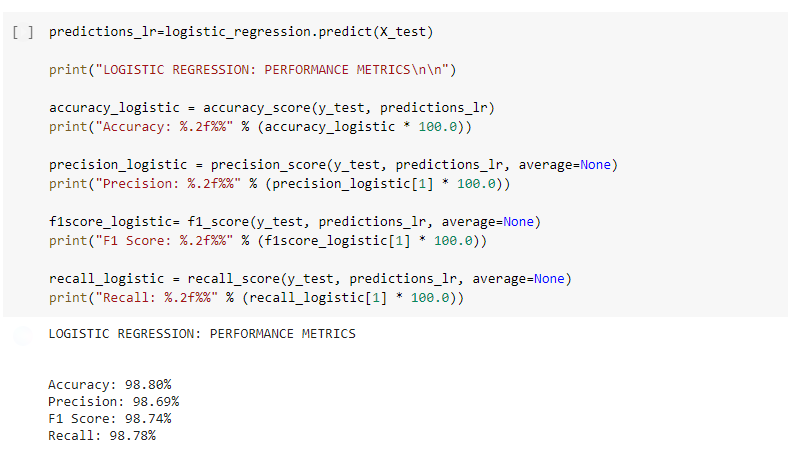 [ ] predictions_lr=logistic_regression.predict(X_test)
print("LOGISTIC REGRESSION: PERFORMANCE METRICS\n\n")
accuracy_logistic = accuracy_score(y_test, predictions_lr)
print("Accuracy: %.2f%%" % (accuracy_logistic * 100.0))
precision_logistic = precision_score(y_test, predictions_lr, average=None)
print("Precision: %.2f%%" % (precision_logistic[1] * 100.0))
f1score_logistic= f1_score(y_test, predictions_lr, average=None)
print("F1 Score: %.2f%%" % (f1score_logistic[1] * 100.0))
recall_logistic = recall_score(y_test, predictions_lr, average=None)
print("Recall: %.2f%%" % (recall_logistic[1] * 100.0))
LOGISTIC REGRESSION: PERFORMANCE METRICS
Accuracy: 98.80%
Precision: 98.69%
F1 Score: 98.74%
Recall: 98.78%